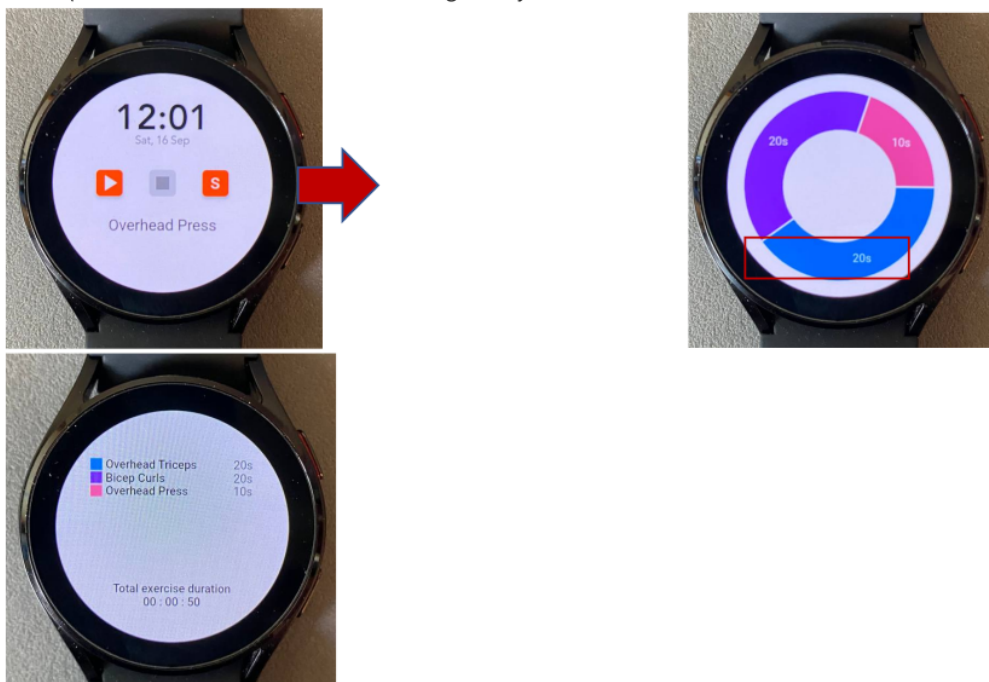 12:01
Sat, 16 Sep
S
Overhead Press
20s
10s
20s
Overhead Triceps 20s
Bicep Curls 20s
Overhead Press 10s
Total exercise duration
00 : 00 : 50